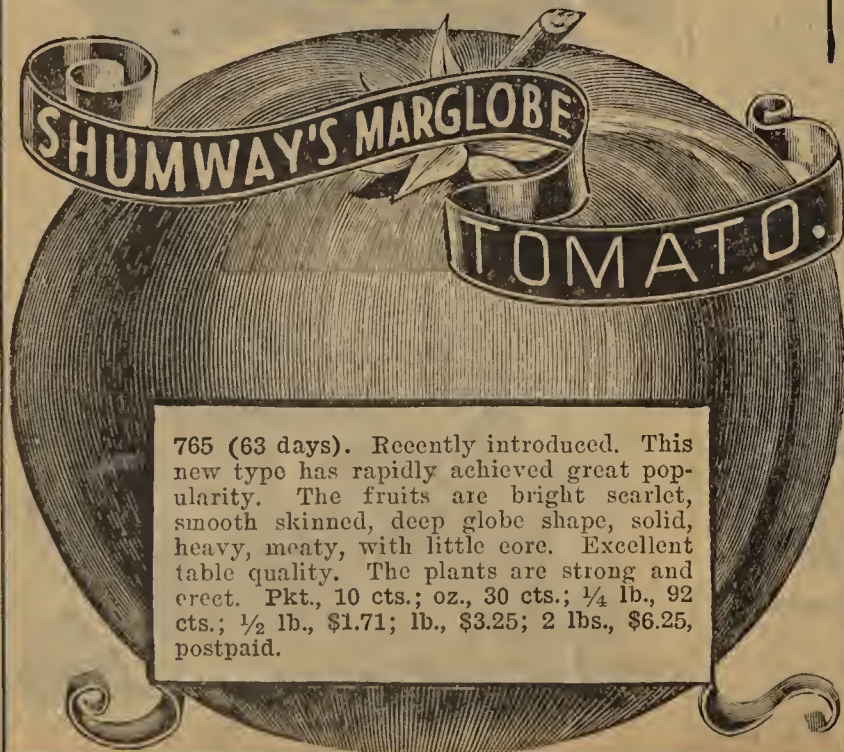 SHUMWAY'S MARGLOBE
TOMATO.
765 (63 days). Recently introduced. This
new type has rapidly achieved great pop-
ularity. The fruits are bright scarlet,
smooth skinned, deep globe shape, solid,
heavy, meaty, with little core. Excellent
table quality. The plants are strong and
erect. Pkt., 10 cts.; oz., 30 cts.; ¼ lb., 92
cts.; ½ lb., $1.71; lb., $3.25; 2 lbs., $6.25,
postpaid.